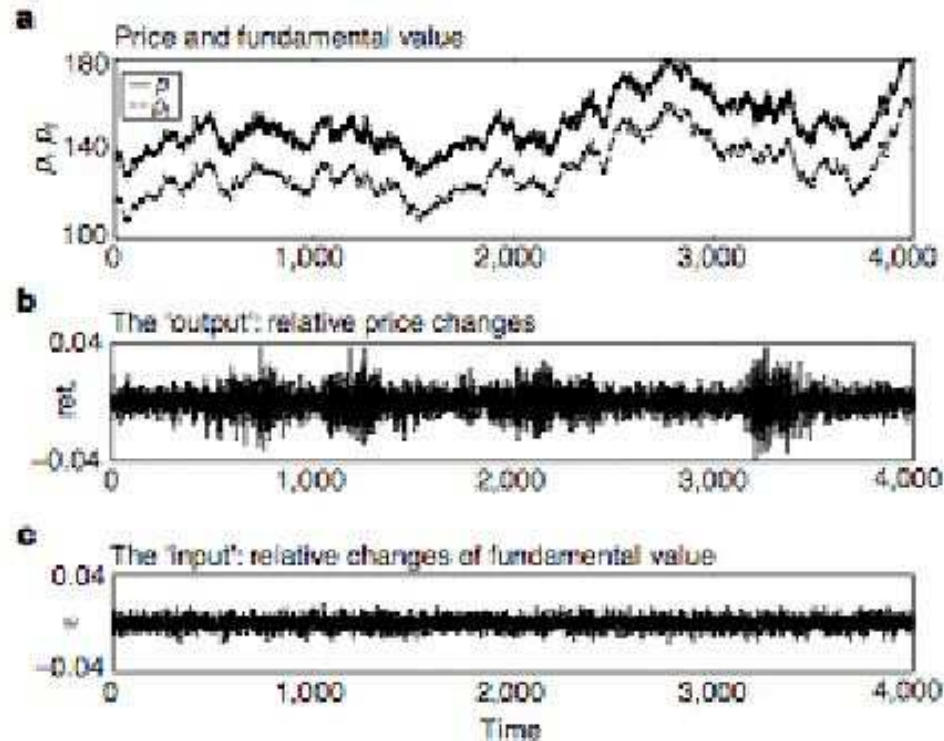 a
Price and fundamental value
180
140
100
p, pf
p
pf
0 1,000 2,000 3,000 4,000
b
The 'output': relative price changes
0.04
ret.
–0.04
0 1,000 2,000 3,000 4,000
c
The 'input': relative changes of fundamental value
0.04
ε
–0.04
0 1,000 2,000 3,000 4,000
Time